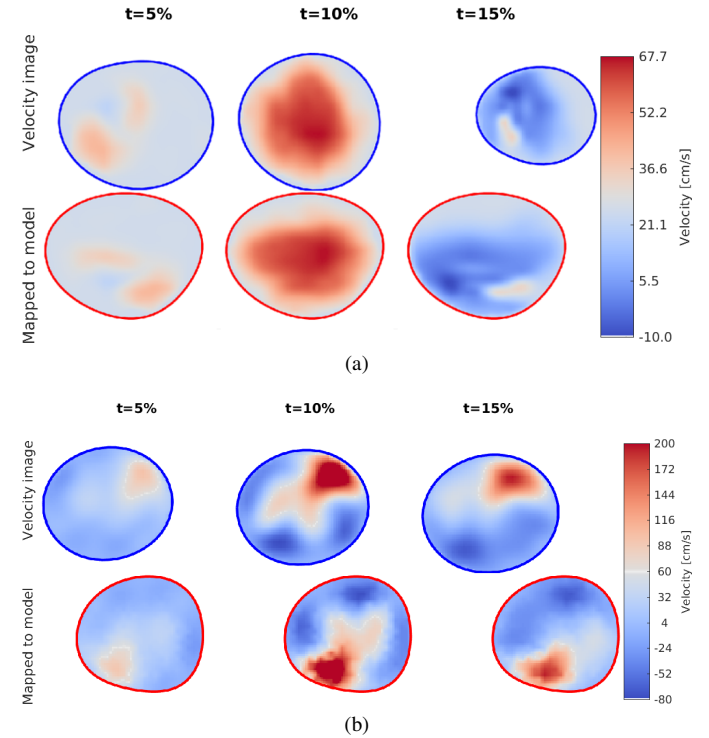 t=5% t=10% t=15%
Velocity image
Mapped to model
67.7
52.2
36.6
21.1
5.5
-10.0
Velocity [cm/s]
(a)
t=5% t=10% t=15%
Velocity image
Mapped to model
200
172
144
116
88
60
32
4
-24
-52
-80
Velocity [cm/s]
(b)